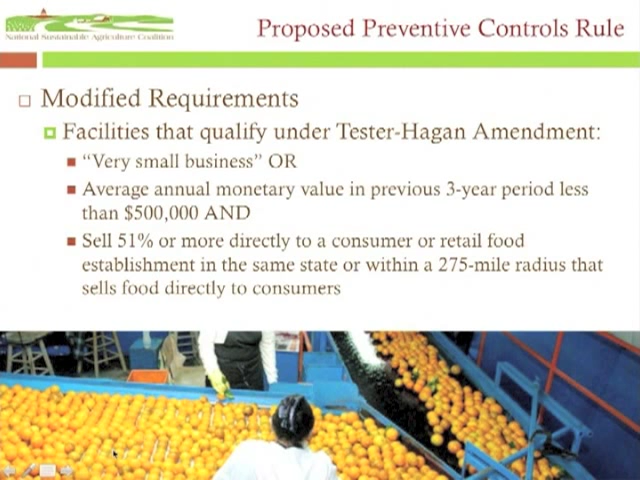 National Sustainable Agriculture Coalition
Proposed Preventive Controls Rule
Modified Requirements
Facilities that qualify under Tester-Hagan Amendment:
“Very small business” OR
Average annual monetary value in previous 3-year period less
than $500,000 AND
Sell 51% or more directly to a consumer or retail food
establishment in the same state or within a 275-mile radius that
sells food directly to consumers